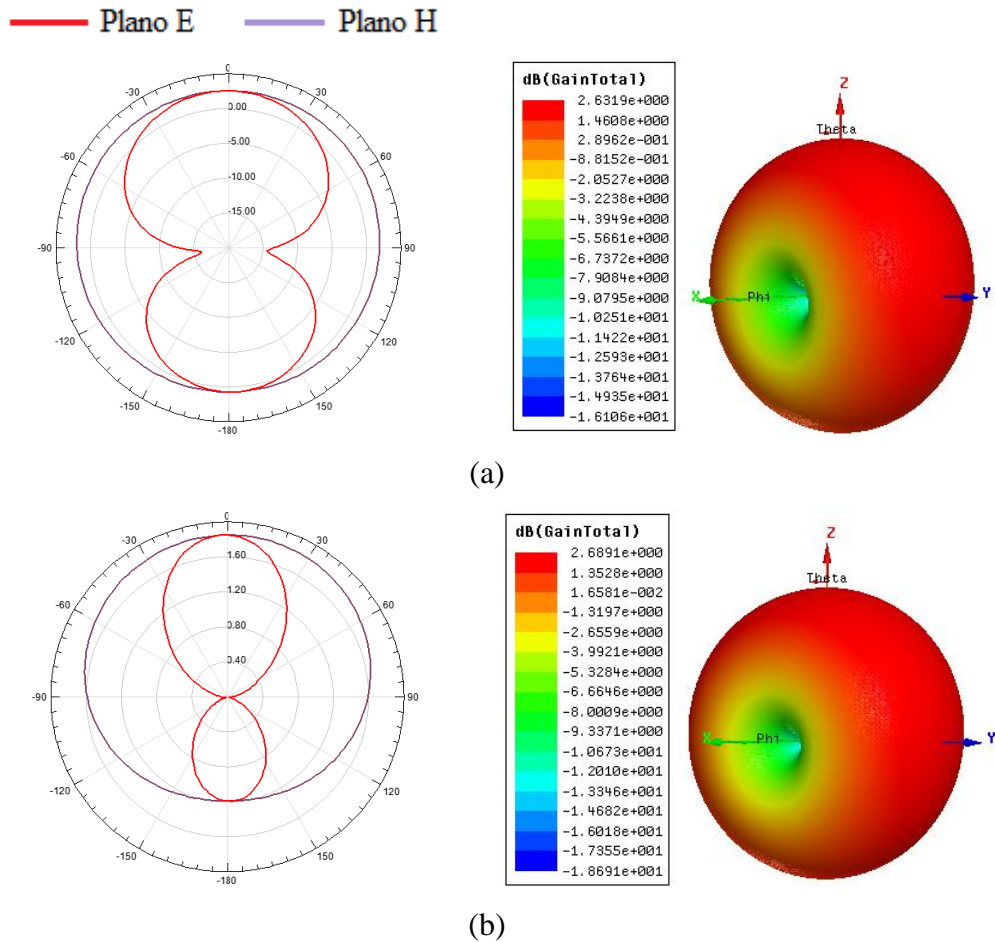 Plano E Plano H
0
-30 30
-60 60
-90 90
-120 120
-150 150
-180
3.00
-5.00
-10.00
-15.00
dB(GainTotal)
2.6319e+000
1.4608e+000
2.8962e-001
-8.8152e-001
-2.0527e+000
-3.2238e+000
-4.3949e+000
-5.5661e+000
-6.7372e+000
-7.9084e+000
-9.0795e+000
-1.0251e+001
-1.1422e+001
-1.2593e+001
-1.3764e+001
-1.4935e+001
-1.6106e+001
Z
Theta
X Phi Y
(a)
0
-30 30
-60 60
-90 90
-120 120
-150 150
-180
1.60
1.20
0.80
0.40
dB(GainTotal)
2.6891e+000
1.3528e+000
1.6581e-002
-1.3197e+000
-2.6559e+000
-3.9921e+000
-5.3284e+000
-6.6646e+000
-8.0009e+000
-9.3371e+000
-1.0673e+001
-1.2010e+001
-1.3346e+001
-1.4682e+001
-1.6018e+001
-1.7355e+001
-1.8691e+001
Z
Theta
X Phi Y
(b)